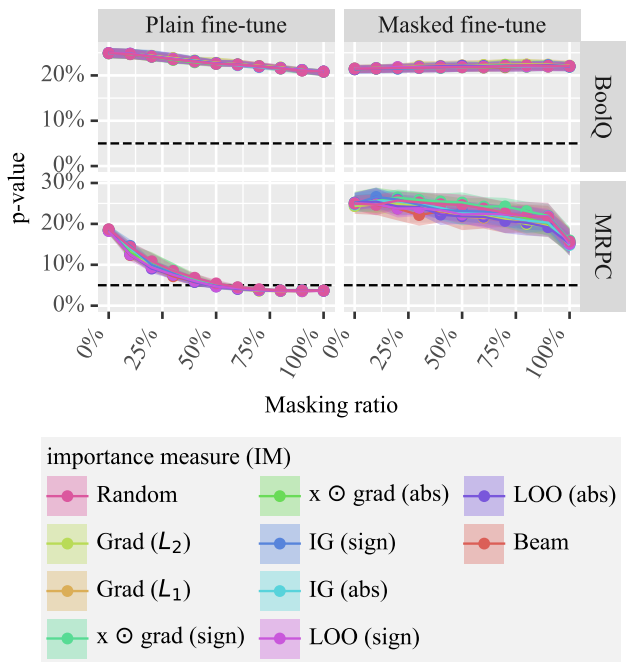 Plain fine-tune Masked fine-tune
20%
10%
0%
BoolQ
30%
20%
10%
0%
MRPC
p-value
0% 25% 50% 75% 100% 0% 25% 50% 75% 100%
Masking ratio
importance measure (IM)
Random x ⊙ grad (abs) LOO (abs)
Grad (L₂) IG (sign) Beam
Grad (L₁) IG (abs)
x ⊙ grad (sign) LOO (sign)